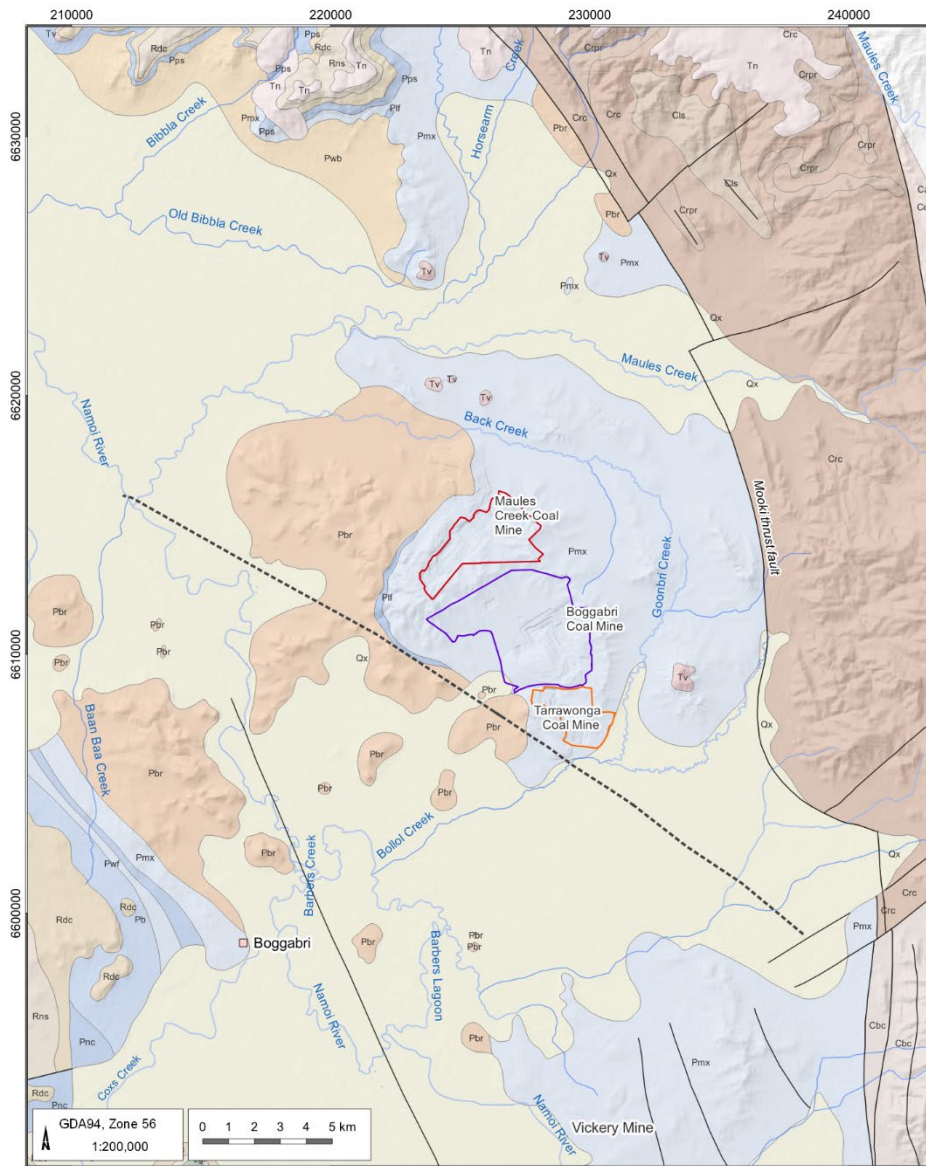 210000
220000
230000
240000
6630000
6620000
6610000
6600000
Tv
Rdc
Pps
Pps
Rdc
Rns
Tn
Pps
Tn
Tn
Pps
Tn
Crpr
Crc
Tn
Crpr
Maules Creek
Bibbla Creek
Pmx
Pps
Plf
Pmx
Horsearm
Creek
Pbr
Crc
Crc
Cls
Crpr
Crpr
Pwb
Qx
Cls
Crpr
Old Bibbla Creek
Pbr
Crpr
Tv
Tv
Pmx
Pmx
Qx
Maules Creek
Qx
Tv
Tv
Tv
Namoi River
Back Creek
Crc
Maules
Creek Coal
Mine
Mooki thrust fault
Pbr
Pmx
Goonbri Creek
Plf
Boggabri
Coal Mine
Pbr
Pbr
Pbr
Qx
Tv
Pbr
Pbr
Tarrawonga
Coal Mine
Qx
Baan Baa Creek
Pbr
Pbr
Pbr
Pbr
Bollol Creek
Pbr
Barbers Creek
Pwf
Pmx
Qx
Crc
Crc
Rdc
Rdc
Pb
Boggabri
Pbr
Pbr
Pbr
Pmx
Rdc
Barbers Lagoon
Namoi River
Rns
Pnc
Pbr
Cbc
Cbc
Pmx
Coxs Creek
Rdc
Pnc
Namoi River
Vickery Mine
GDA94, Zone 56
N
1:200,000
0 1 2 3 4 5 km